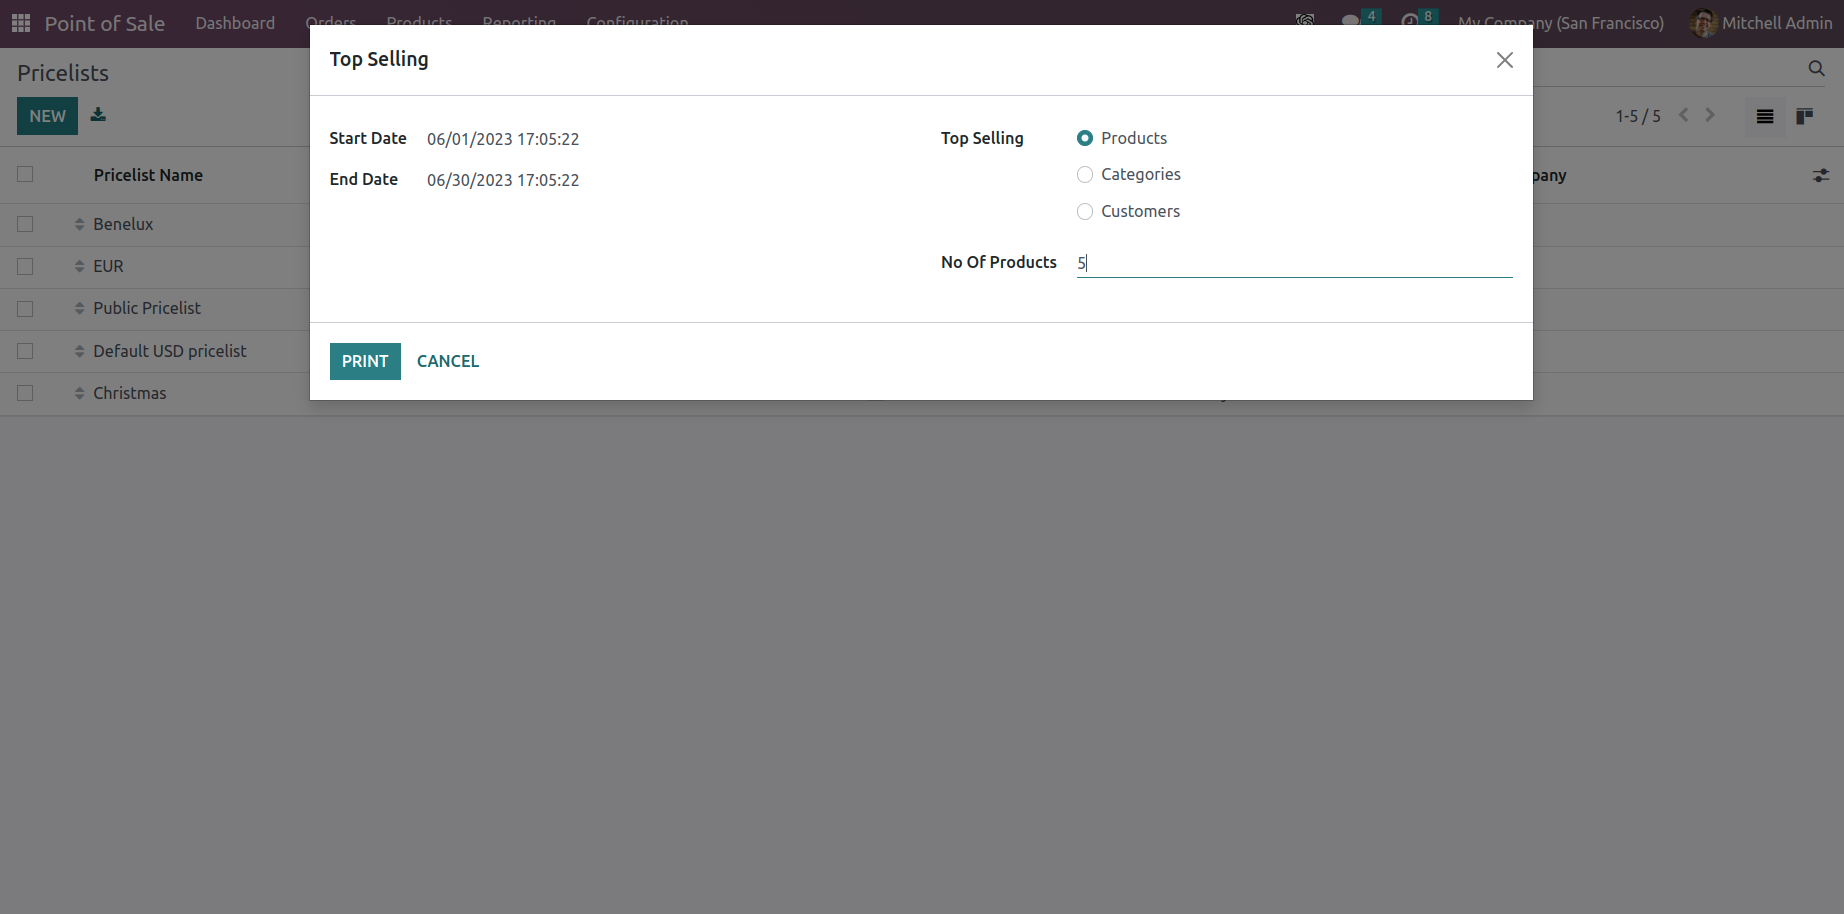 Point of Sale Dashboard Orders Products Reporting Configuration 4 8 My Company (San Francisco) Mitchell Admin
Top Selling
Pricelists
NEW
1-5 / 5
Start Date 06/01/2023 17:05:22
End Date 06/30/2023 17:05:22
Top Selling
Products
Categories
Customers
No Of Products 5
PRINT CANCEL
Pricelist Name
pany
Benelux
EUR
Public Pricelist
Default USD pricelist
Christmas